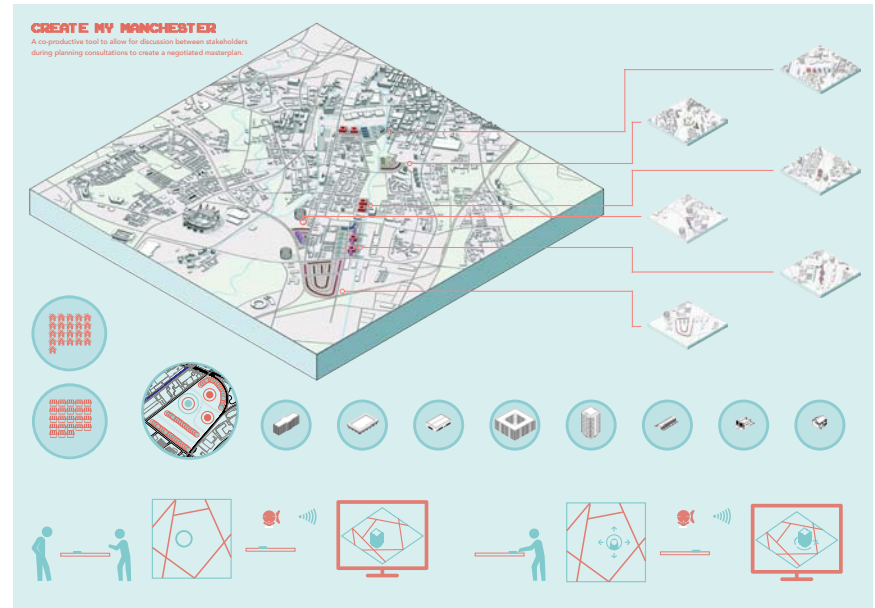 CREATE MY MANCHESTER
A co-productive tool to allow for discussion between stakeholders
during planning consultations to create a negotiated masterplan.